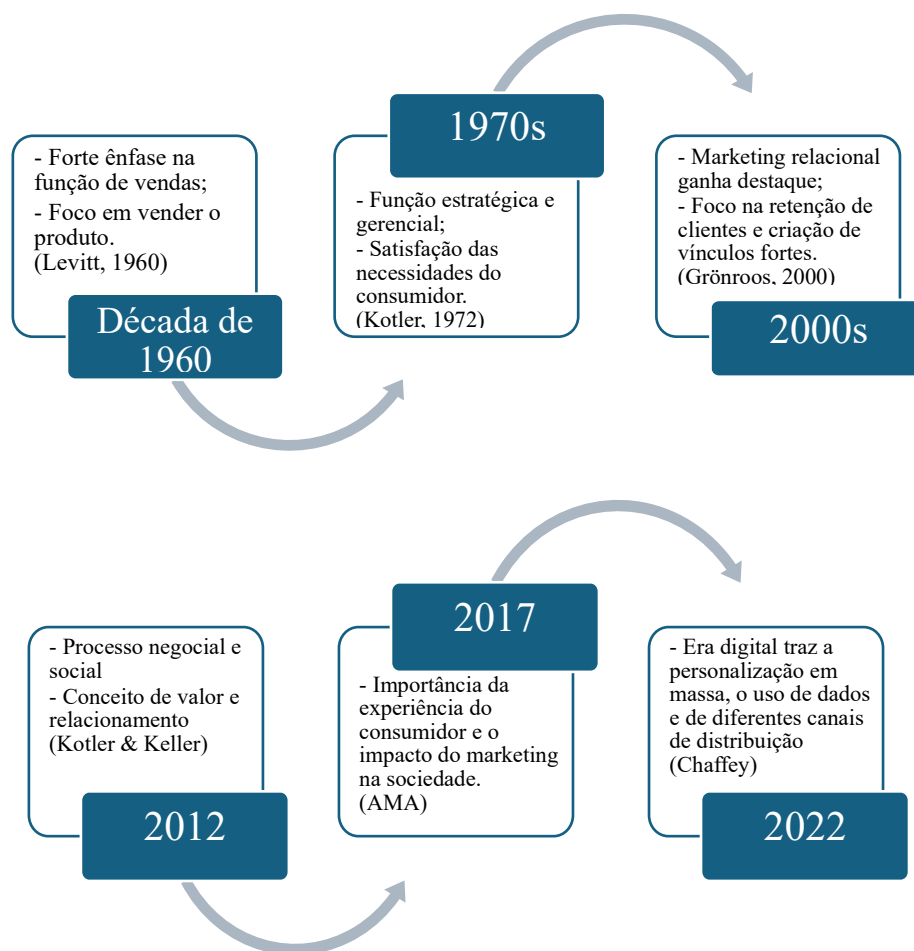 - Forte ênfase na
função de vendas;
- Foco em vender o
produto.
(Levitt, 1960)
Década de
1960
1970s
- Função estratégica e
gerencial;
- Satisfação das
necessidades do
consumidor.
(Kotler, 1972)
- Marketing relacional
ganha destaque;
- Foco na retenção de
clientes e criação de
vínculos fortes.
(Grönroos, 2000)
2000s
- Processo negocial e
social
- Conceito de valor e
relacionamento
(Kotler & Keller)
2012
2017
- Importância da
experiência do
consumidor e o
impacto do marketing
na sociedade.
(AMA)
- Era digital traz a
personalização em
massa, o uso de dados
e de diferentes canais
de distribuição
(Chaffey)
2022